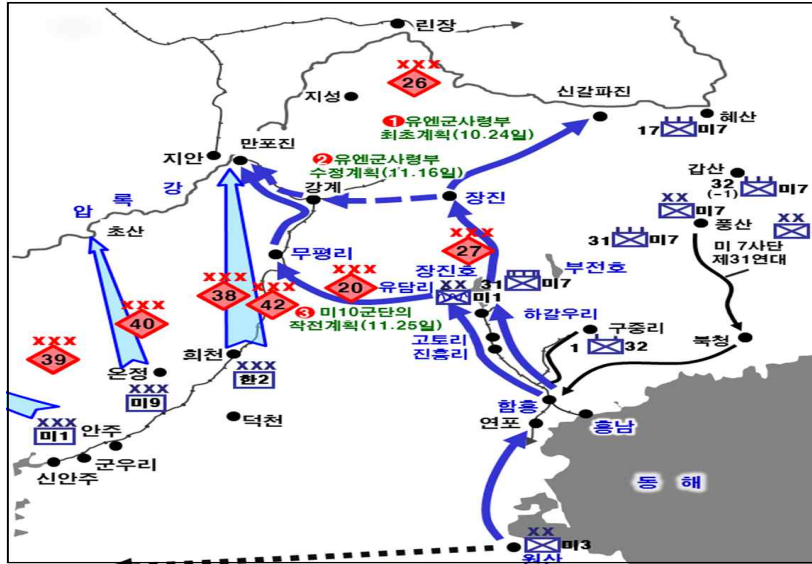 린장
xxx
26
신갈파진
지성
혜산
17 미7
❶유엔군사령부
최초계획(10.24일)
만포진
지안
❷유엔군사령부
수정계획(11.16일)
갑산
32
(-1)
미7
강계
장진
압 록 강
xx
미7
풍산
xx
초산
31 미7
미 7사단
제31연대
무평리
xxx
27
xxx
20
유담리
장진호
부전호
xx
미1
31 미7
xxx
38
xxx
42
❸ 미10군단의
작전계획(11.25일)
xxx
40
xxx
39
하갈우리
구중리
1 32
고토리
진흥리
북청
희천
xxx
한2
온정
xxx
미9
함흥
연포
흥남
덕천
xxx
미1
안주
군우리
신안주
동 해
xx
미3
원산